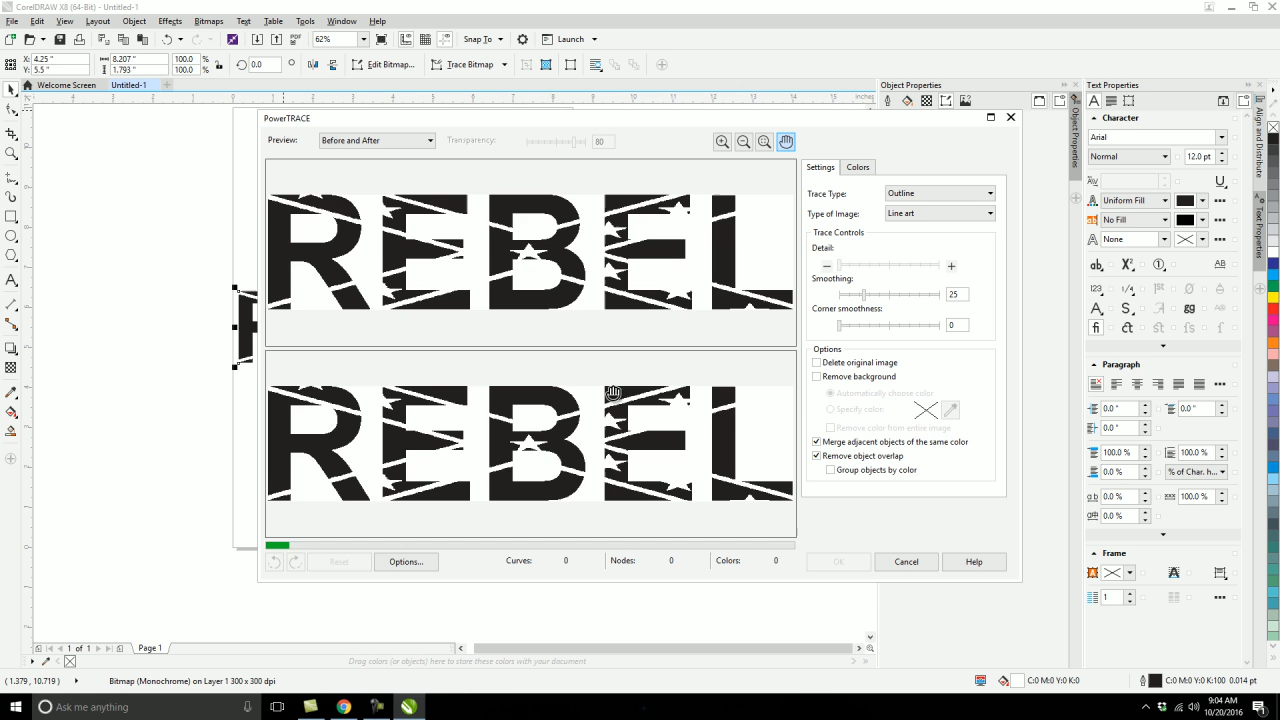 CorelDRAW X8 (64-Bit) - Untitled-1
File Edit View Layout Object Effects Bitmaps Text Table Tools Window Help
62% Snap To Launch
X: 4.25 " 8.207 " 100.0 % 0.0 Edit Bitmap... Trace Bitmap
Y: 5.5 " 1.793 " 100.0 %
Welcome Screen Untitled-1
Object Properties
Text Properties
inches
PowerTRACE
Preview: Before and After Transparency: 80
REBEL
REBEL
Settings Colors
Trace Type: Outline
Type of Image: Line art
Trace Controls
Detail:
Smoothing:
25
Corner smoothness:
0
Options
Delete original image
Remove background
Automatically choose color
Specify color:
Remove color from entire image
Merge adjacent objects of the same color
Remove object overlap
Group objects by color
Reset Options... Curves: 0 Nodes: 0 Colors: 0 OK Cancel Help
Object Properties
Align and Distribute
Text Properties
Character
Arial
Normal 12.0 pt
Uniform Fill
No Fill
None
Paragraph
0.0 " 0.0 "
0.0 "
100.0 % 100.0 %
0.0 % % of Char. h...
0.0 % 100.0 %
0.0 %
Frame
1
1 of 1 Page 1
Drag colors (or objects) here to store these colors with your document
( 1.379 , 10.719 ) Bitmap (Monochrome) on Layer 1 300 x 300 dpi C:0 M:0 Y:0 K:0 C:0 M:0 Y:0 K:100 0.014 pt
Ask me anything
9:04 AM
10/20/2016